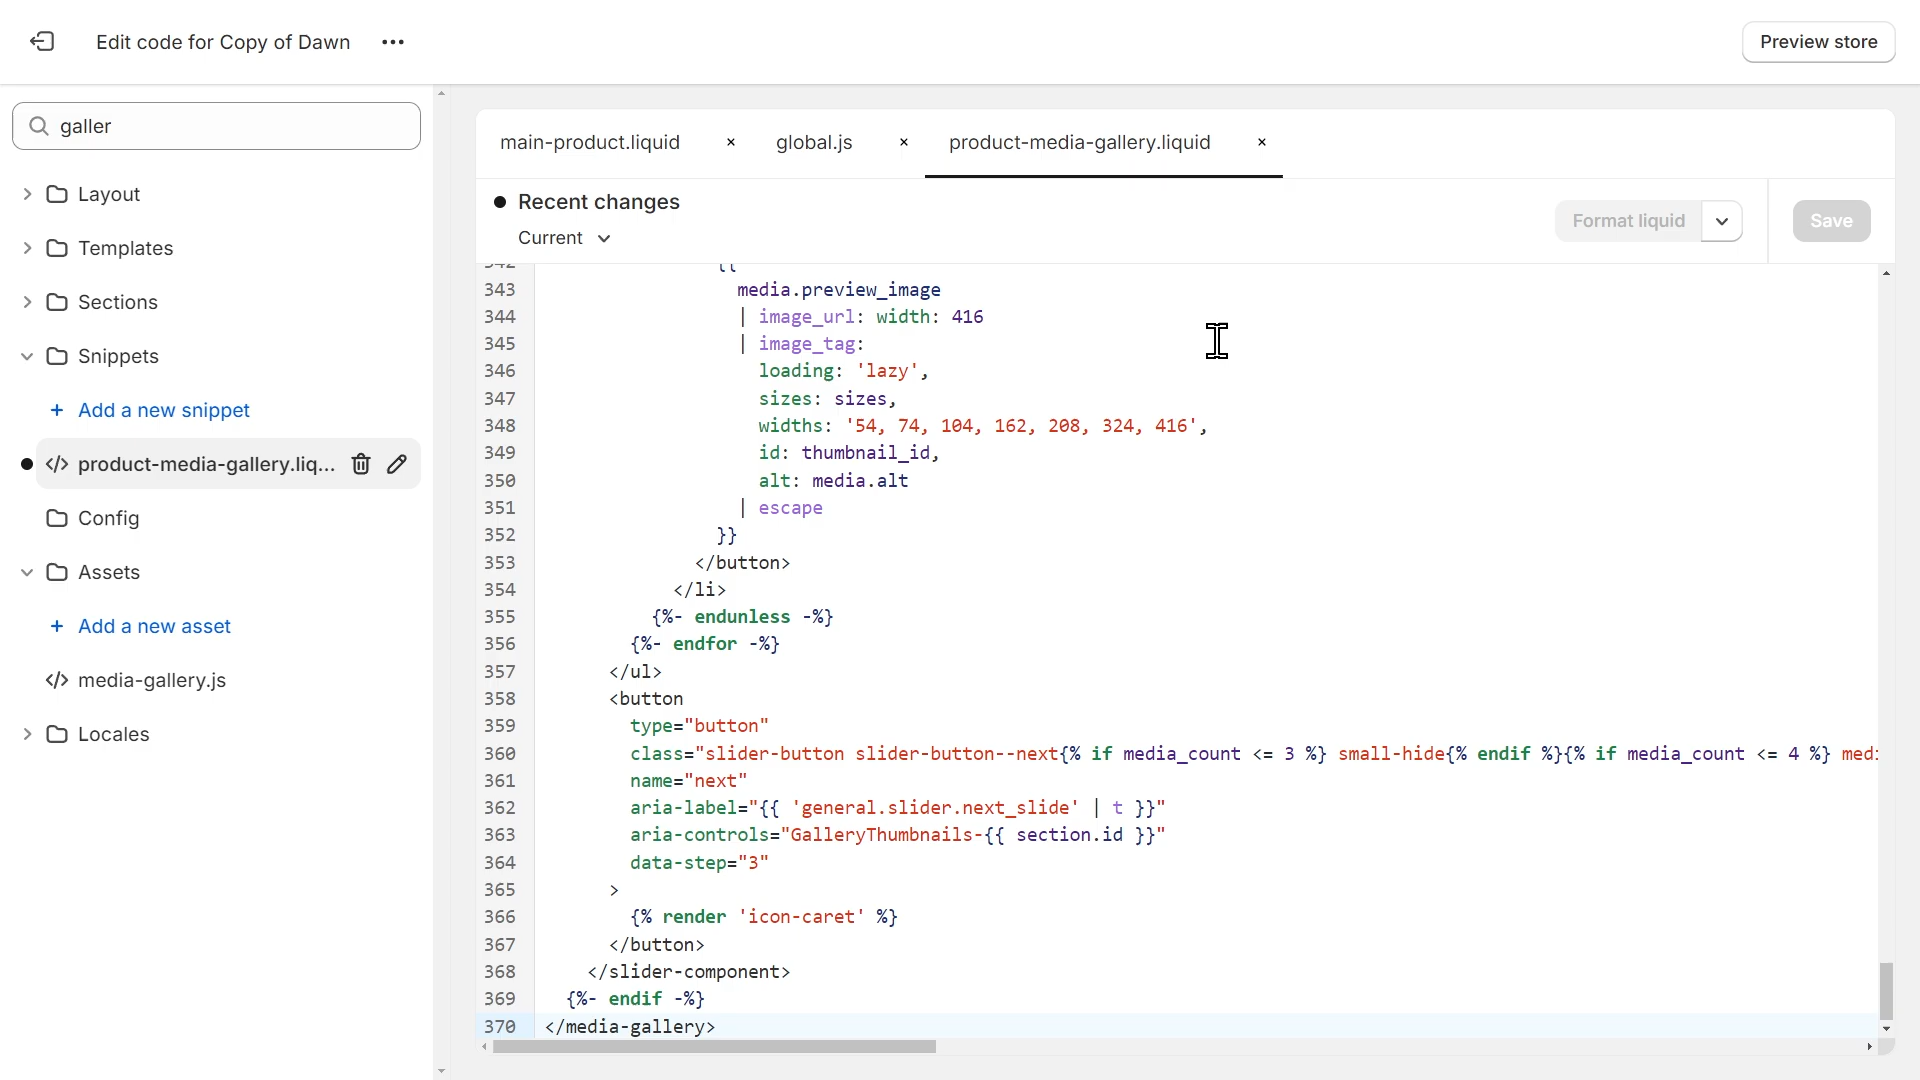 Edit code for Copy of Dawn
Preview store
galler
Layout
Templates
Sections
Snippets
+ Add a new snippet
</> product-media-gallery.liq...
Config
Assets
+ Add a new asset
</> media-gallery.js
Locales
main-product.liquid × global.js × product-media-gallery.liquid ×
Recent changes
Current
Format liquid
Save
342 {{
343 media.preview_image
344 | image_url: width: 416
345 | image_tag:
346 loading: 'lazy',
347 sizes: sizes,
348 widths: '54, 74, 104, 162, 208, 324, 416',
349 id: thumbnail_id,
350 alt: media.alt
351 | escape
352 }}
353 </button>
354 </li>
355 {%- endunless -%}
356 {%- endfor -%}
357 </ul>
358 <button
359 type="button"
360 class="slider-button slider-button--next{% if media_count <= 3 %} small-hide{% endif %}{% if media_count <= 4 %} medi
361 name="next"
362 aria-label="{{ 'general.slider.next_slide' | t }}"
363 aria-controls="GalleryThumbnails-{{ section.id }}"
364 data-step="3"
365 >
366 {% render 'icon-caret' %}
367 </button>
368 </slider-component>
369 {%- endif -%}
370 </media-gallery>